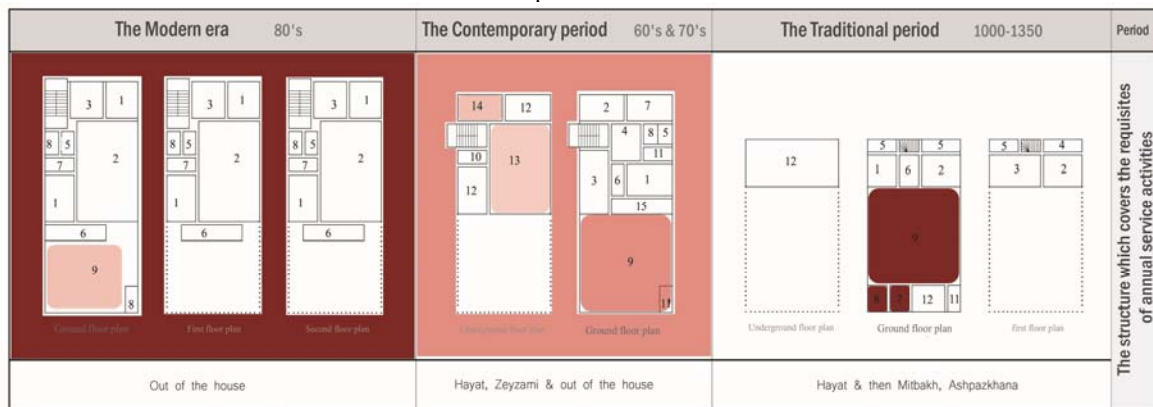 The Modern era 80's
The Contemporary period 60's & 70's
The Traditional period 1000-1350
Period
3 1
8 5 2
7
1
6
9
8
Ground floor plan
3 1
8 5 2
7
1
6
First floor plan
3 1
8 5 2
7
1
6
Second floor plan
14 12
13
10
12
2 7
4 8 5
11
3 6 1
15
9
11
Ground floor plan
12
Underground floor plan
5 5
1 6 2
9
12 11
Ground floor plan
5 4
3 2
First floor plan
The structure which covers the requisites
of annual service activities
Out of the house
Hayat, Zeyzami & out of the house
Hayat & then Mitbakh, Ashpazkhana